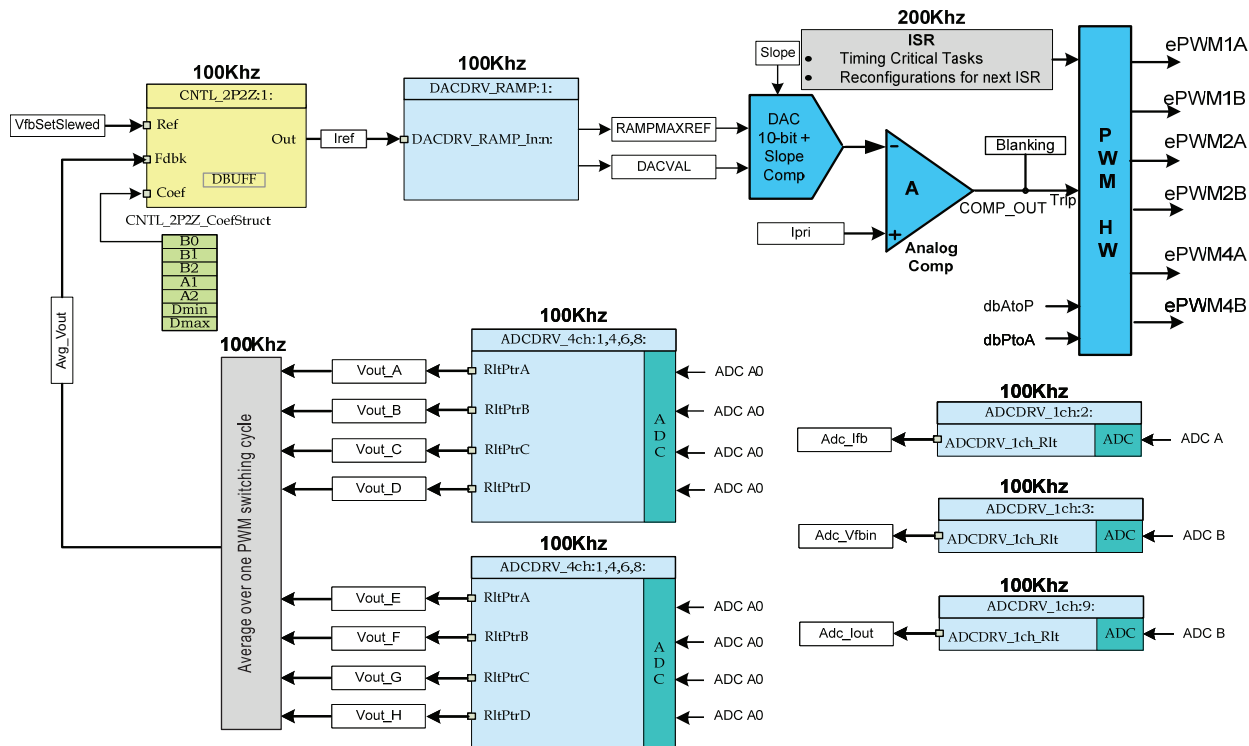 200Khz
ISR
• Timing Critical Tasks
• Reconfigurations for next ISR
Slope
100Khz
CNTL_2P2Z:1:
VfbSetSlewed
Ref
Fdbk
Coef
Out
DBUFF
Iref
CNTL_2P2Z_CoefStruct
B0
B1
B2
A1
A2
Dmin
Dmax
100Khz
DACDRV_RAMP:1:
DACDRV_RAMP_In:n:
RAMPMAXREF
DACVAL
DAC
10-bit +
Slope
Comp
Ipri
−
A
+
Analog
Comp
COMP_OUT
Blanking
Trip
PWM HW
dbAtoP
dbPtoA
ePWM1A
ePWM1B
ePWM2A
ePWM2B
ePWM4A
ePWM4B
Avg_Vout
100Khz
Average over one PWM switching cycle
Vout_A
Vout_B
Vout_C
Vout_D
100Khz
ADCDRV_4ch:1,4,6,8:
RltPtrA
RltPtrB
RltPtrC
RltPtrD
ADC
ADC A0
ADC A0
ADC A0
ADC A0
Vout_E
Vout_F
Vout_G
Vout_H
100Khz
ADCDRV_4ch:1,4,6,8:
RltPtrA
RltPtrB
RltPtrC
RltPtrD
ADC
ADC A0
ADC A0
ADC A0
ADC A0
100Khz
ADCDRV_1ch:2:
Adc_Ifb
ADCDRV_1ch_Rlt
ADC
ADC A
100Khz
ADCDRV_1ch:3:
Adc_Vfbin
ADCDRV_1ch_Rlt
ADC
ADC B
100Khz
ADCDRV_1ch:9:
Adc_Iout
ADCDRV_1ch_Rlt
ADC
ADC B